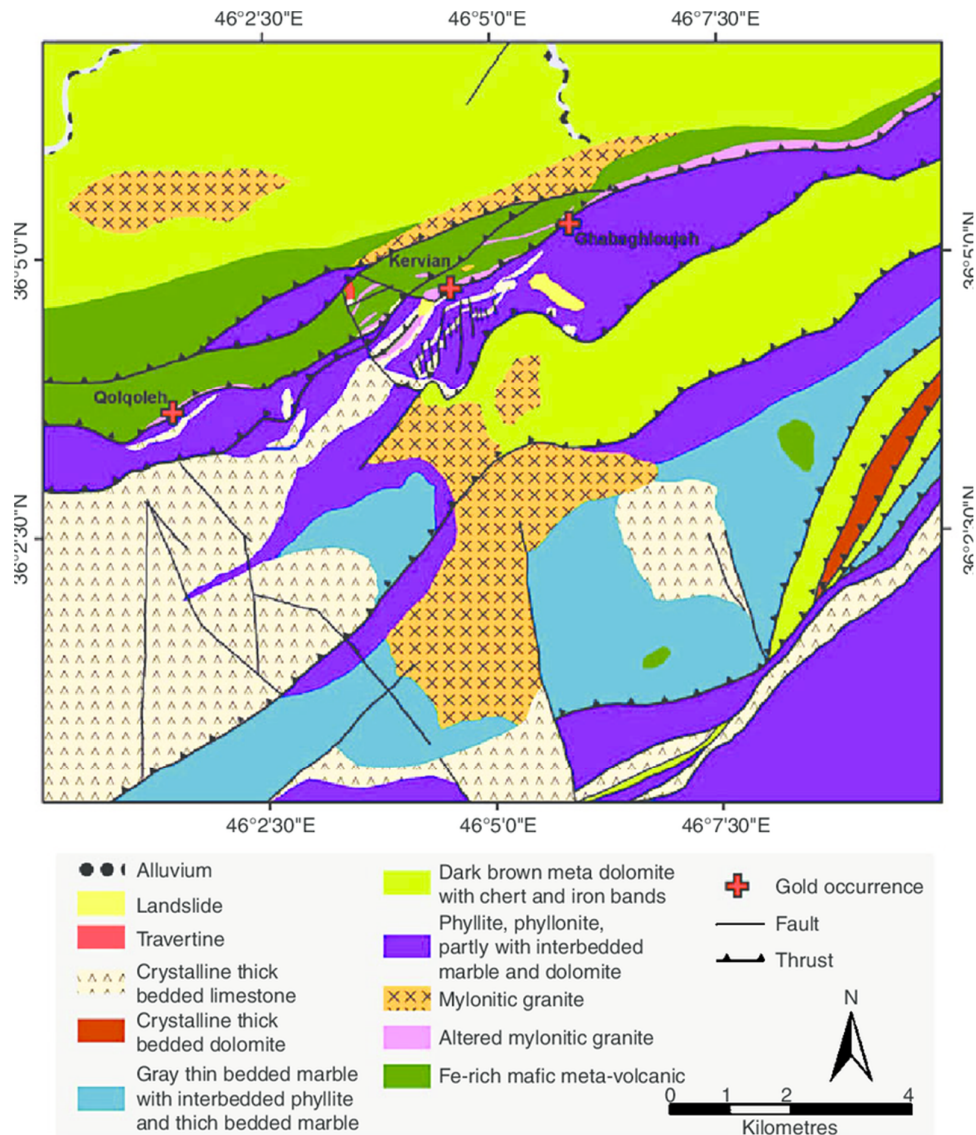 46°2'30"E 46°5'0"E 46°7'30"E
36°5'0"N
36°5'0"N
Ghabaghloujeh
Kervian
Qolqoleh
36°2'30"N
36°2'30"N
46°2'30"E 46°5'0"E 46°7'30"E
Alluvium
Landslide
Travertine
Crystalline thick
bedded limestone
Crystalline thick
bedded dolomite
Gray thin bedded marble
with interbedded phyllite
and thich bedded marble
Dark brown meta dolomite
with chert and iron bands
Phyllite, phyllonite,
partly with interbedded
marble and dolomite
Mylonitic granite
Altered mylonitic granite
Fe-rich mafic meta-volcanic
Gold occurrence
Fault
Thrust
N
0 1 2 4
Kilometres